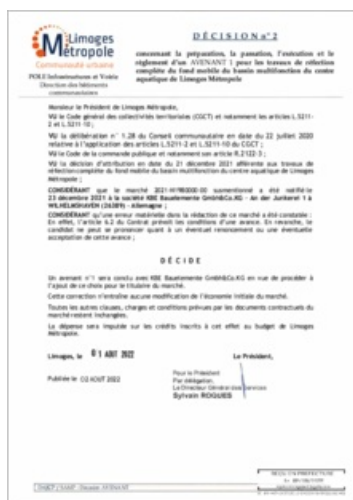 Limoges
Métropole
Communauté urbaine
POLE Infrastructures et Voirie
Direction des bâtiments
communautaires
DÉCISION n° 2
concernant la préparation, la passation, l'exécution et le
règlement d'un AVENANT 1 pour les travaux de réfection
complète du fond mobile du bassin multifonction du centre
aquatique de Limoges Métropole
Monsieur le Président de Limoges Métropole,
VU le Code général des collectivités territoriales (CGCT) et notamment les articles L.5211-
2 et L.5211-10 ;
VU la délibération n° 1.28 du Conseil communautaire en date du 22 juillet 2020
relative à l'application des articles L.5211-2 et L.5211-10 du CGCT ;
VU le Code de la commande publique et notamment son article R.2122-3 ;
VU la décision d'attribution en date du 21 décembre 2021 afférente aux travaux de
réfection complète du fond mobile du bassin multifonction du centre aquatique de Limoges
Métropole ;
CONSIDÉRANT que le marché susmentionné a été notifié le
23 décembre 2021 à la société KBE Bauelemente GmbH&Co.KG - An der Junkerei 1 à
WILHELMSHAVEN (26389) - Allemagne ;
CONSIDÉRANT qu'une erreur matérielle dans la rédaction de ce marché a été constatée :
En effet, l'article 6.2 du Contrat prévoit les conditions d'une avance. En revanche, le
candidat ne peut se prononcer quant à un éventuel renoncement ou une éventuelle
acceptation de cette avance ;
DÉCIDE
Un avenant n°1 sera conclu avec KBE Bauelemente GmbH&Co.KG en vue de procéder à
l'ajout de ce choix pour le titulaire du marché.
Cette correction n'entraîne aucune modification de l'économie initiale du marché.
Toutes les autres clauses, charges et conditions prévues par les documents contractuels du
marché restent inchangées.
La dépense sera imputée sur les crédits inscrits à cet effet au budget de Limoges
Métropole.
Limoges, le 01 AOUT 2022
Le Président,
Publiée le 02 AOUT 2022
Pour le Président
Par délégation,
Le Directeur Général des Services
Sylvain ROQUES